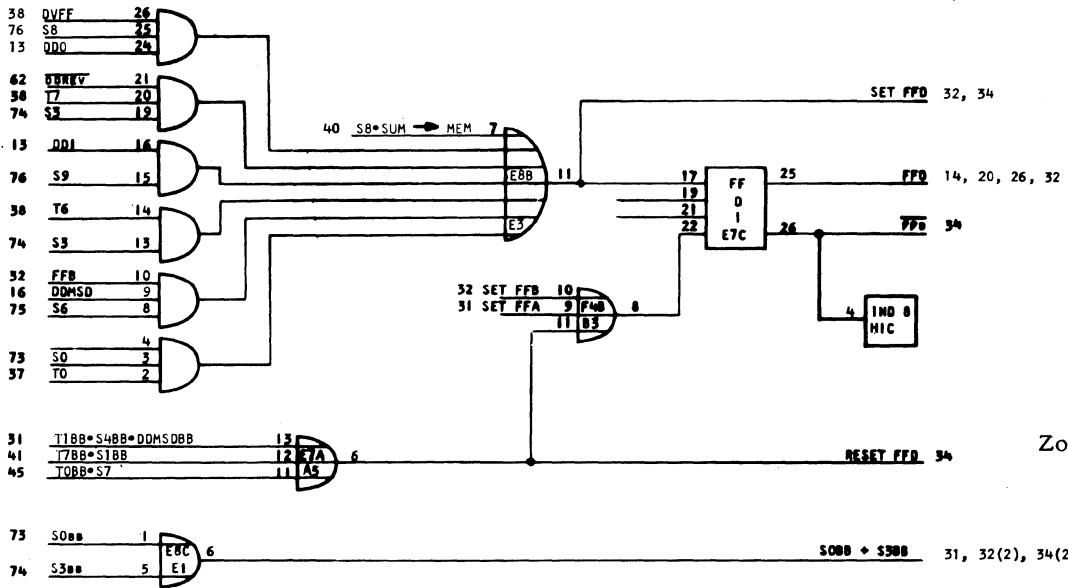 38 DVFF 26
76 S8 25
13 DD0 24
62 DDREV 21
38 T7 20
74 S3 19
SET FFD 32, 34
40 S8•SUM → MEM 7
13 DD1 16
76 S9 15
E8B 11
17 FF 25 FFD 14, 20, 26, 32
19 D
21 I
22 E7C 26 FFD 34
38 T6 14
74 S3 13
E3
32 FFB 10
16 DDMSD 9
75 S6 8
32 SET FFB 10
31 SET FFA 9 F4B 8
11 B3
4 IND 8
HIC
4
73 S0 3
37 T0 2
31 T1BB•S4BB•DDMSDBB 13
41 T7BB•S1BB 12 E7A 6
45 T0BB•S7 11 A5
RESET FFD 34
Zo
73 S0BB 1
E8C 6
S0BB + S3BB 31, 32(2), 34(2
74 S3BB 5 E1